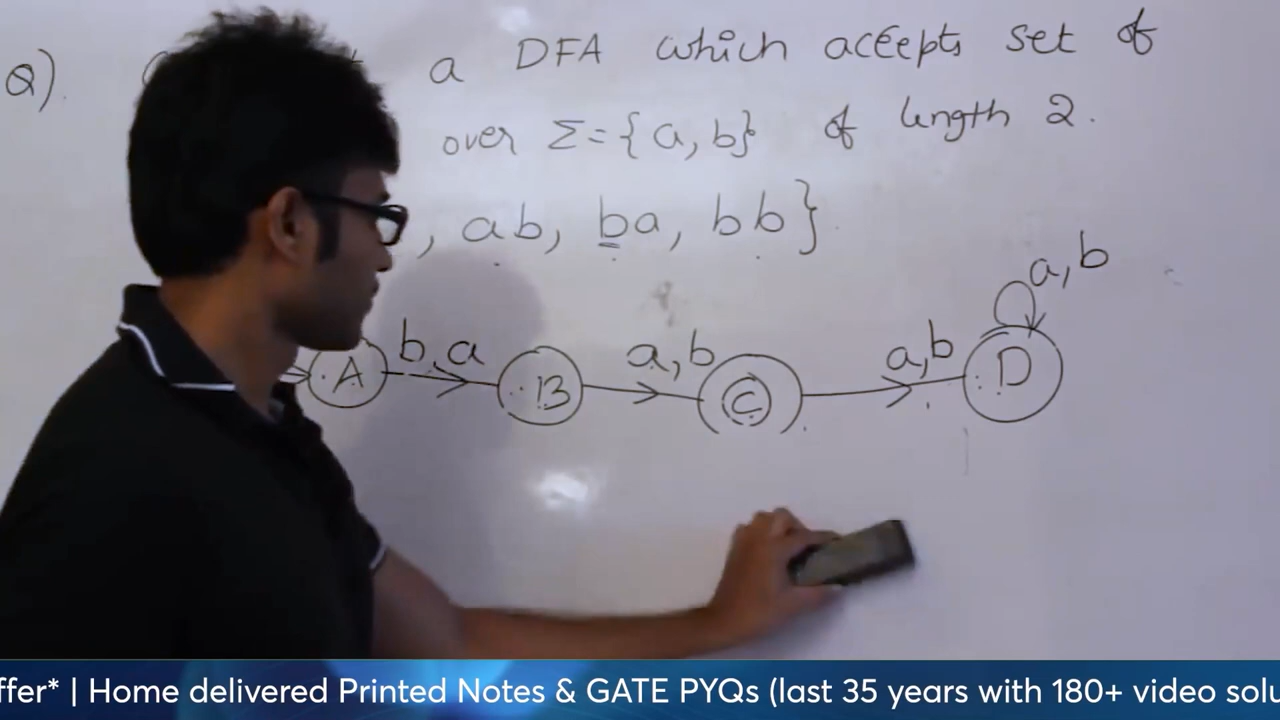 Q). a DFA which accepts set of
over Σ={a,b} of length 2.
, ab, ba, bb}
a,b
b,a a,b a,b
A B C D
ffer* | Home delivered Printed Notes & GATE PYQs (last 35 years with 180+ video solu